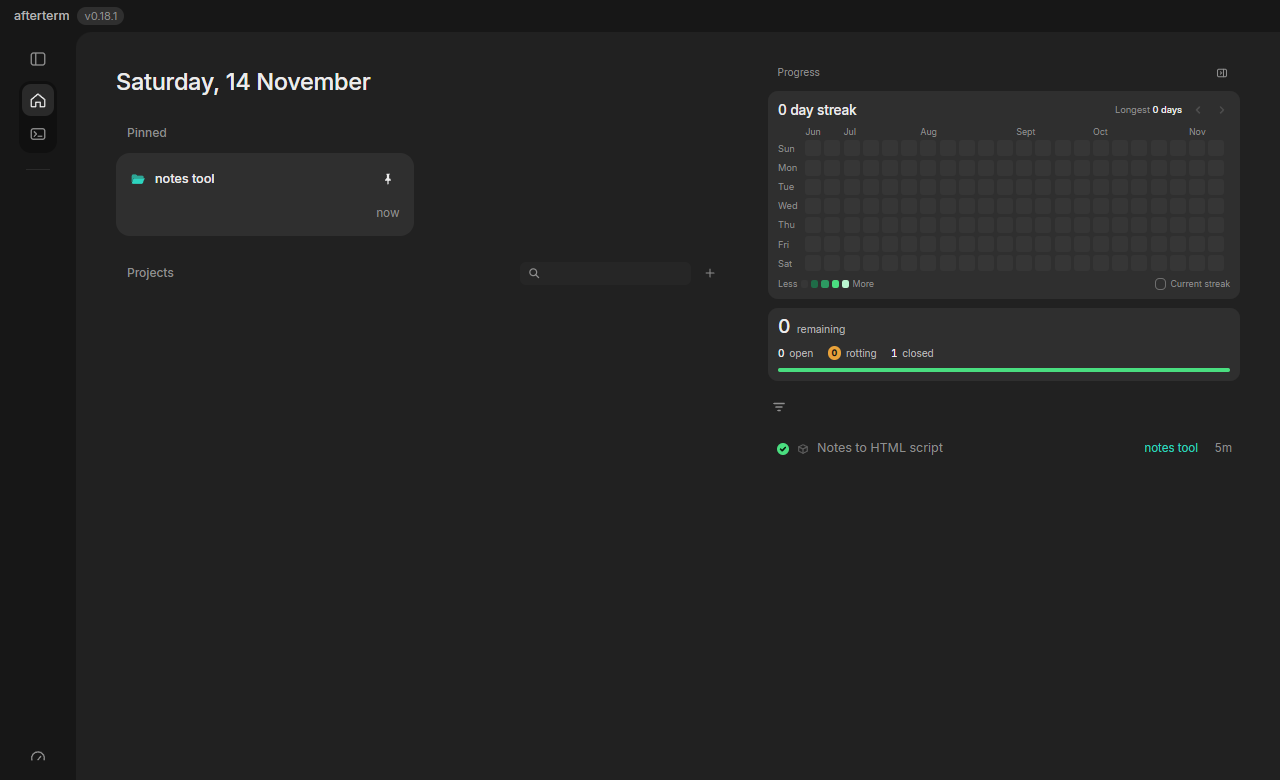 afterterm v0.18.1
Saturday, 14 November
Pinned
notes tool
now
Projects
Progress
0 day streak
Longest 0 days
Jun Jul Aug Sept Oct Nov
Sun
Mon
Tue
Wed
Thu
Fri
Sat
Less More
Current streak
0 remaining
0 open 0 rotting 1 closed
Notes to HTML script notes tool 5m